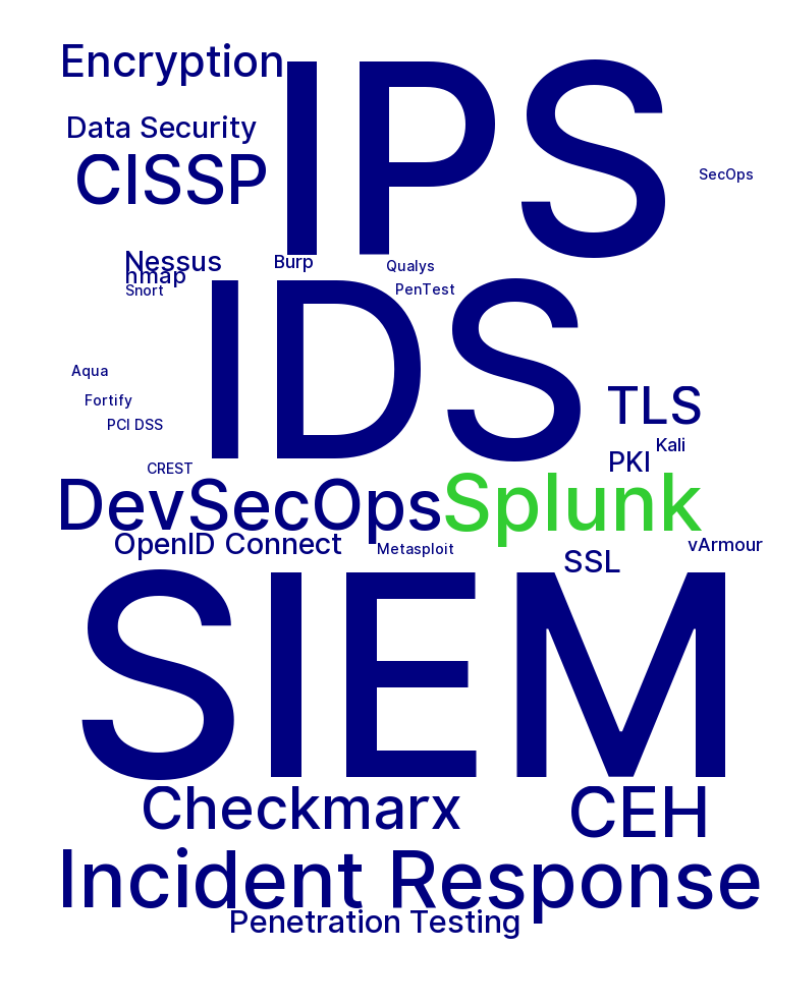 Encryption
IPS
Data Security
CISSP
SecOps
Nessus
Burp
Qualys
nmap
Snort
PenTest
IDS
Aqua
Fortify
TLS
PCI DSS
Kali
PKI
CREST
DevSecOps
Splunk
OpenID Connect
Metasploit
vArmour
SSL
SIEM
Checkmarx
CEH
Incident Response
Penetration Testing